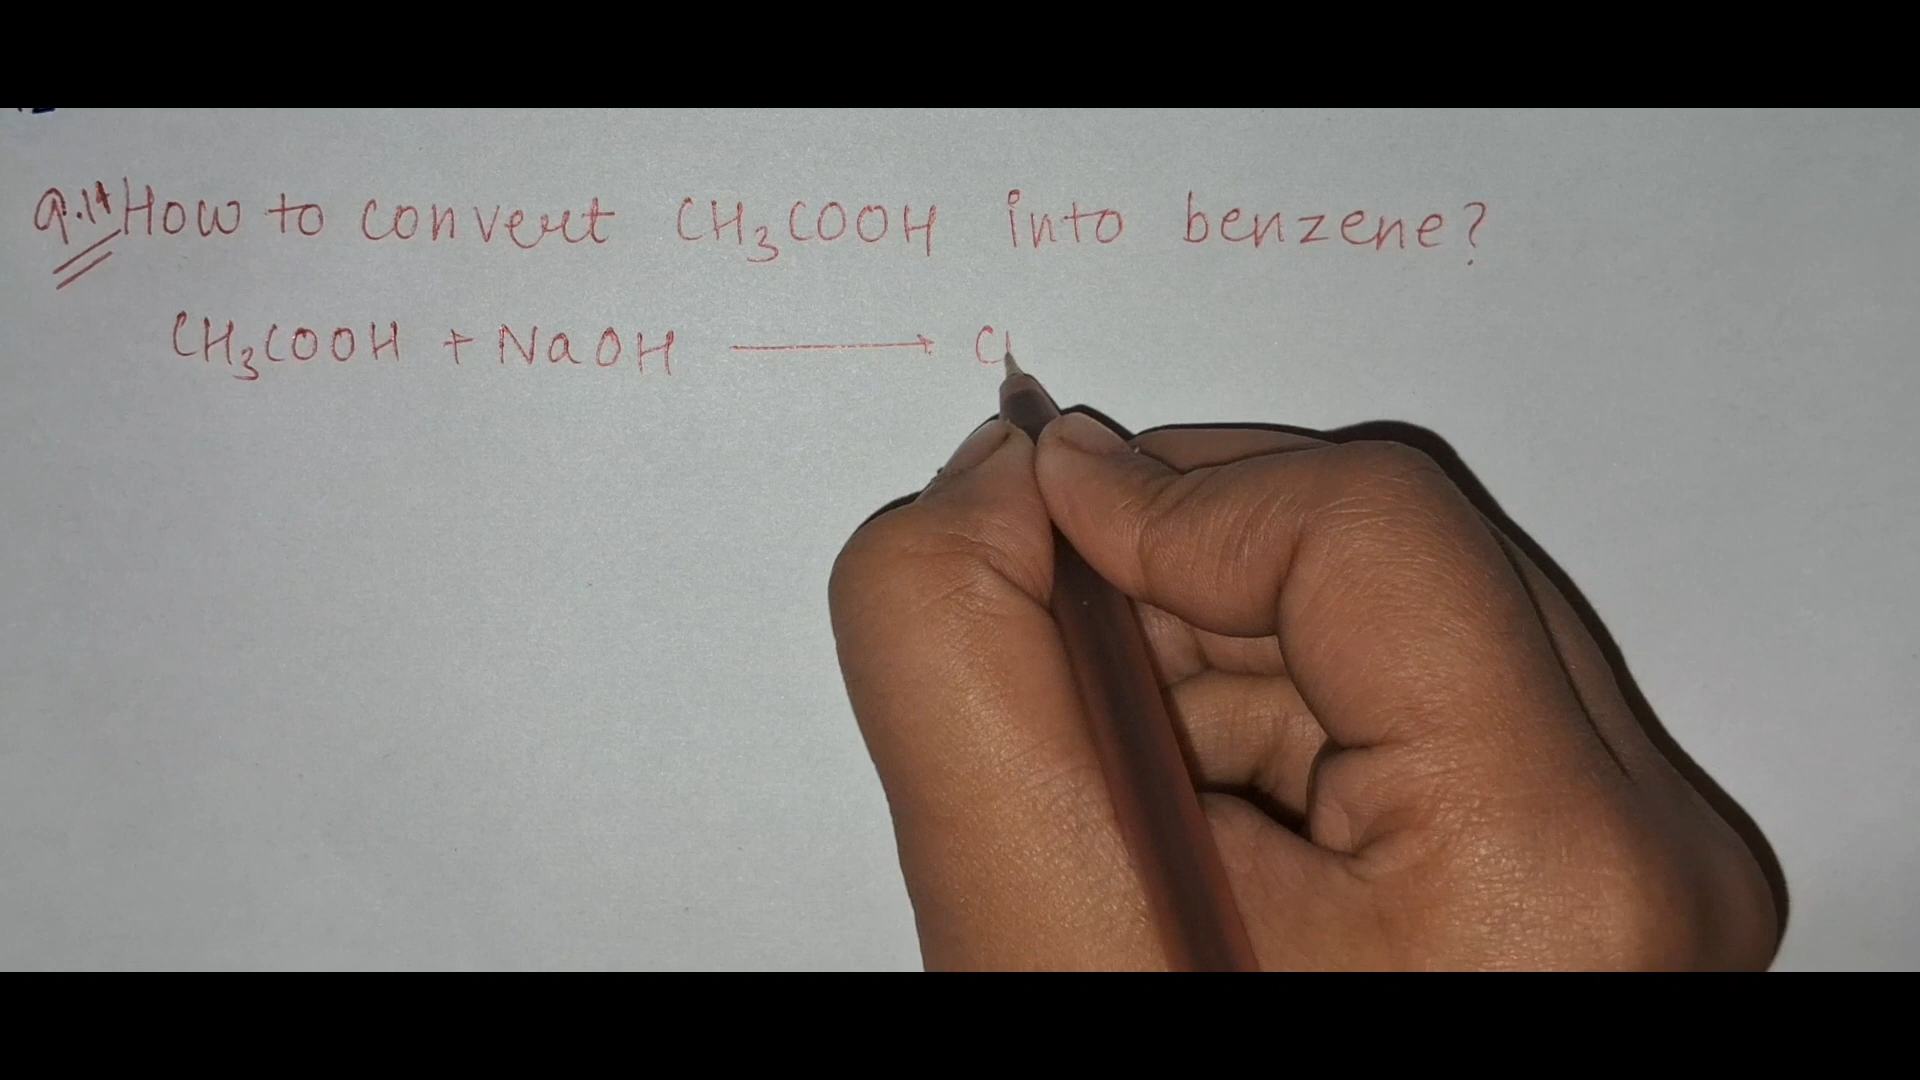 Q.14 How to convert CH₃COOH into benzene?
CH₃COOH + NaOH ⟶ C